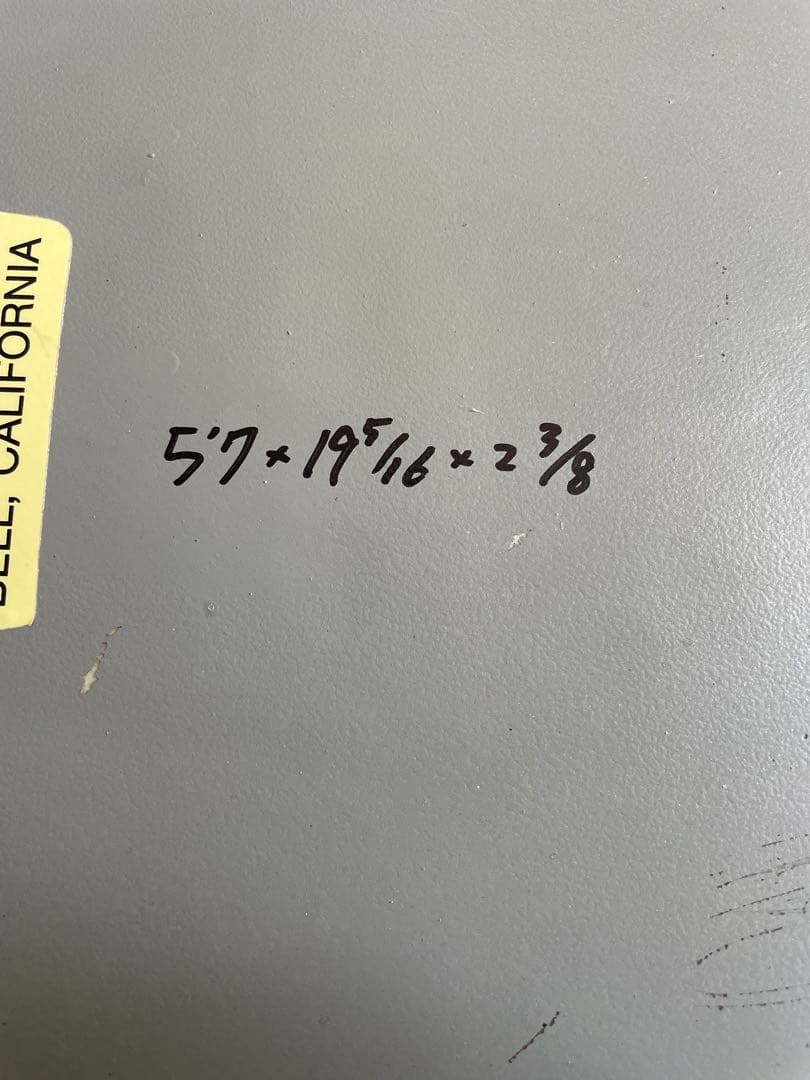 BELL, CALIFORNIA
5'7 x 19 5/16 x 2 3/8